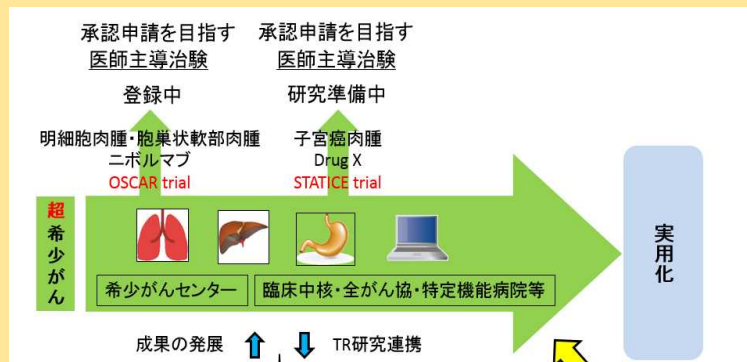 承認申請を目指す
医師主導治験
登録中
明細胞肉腫・胞巣状軟部肉腫
ニボルマブ
OSCAR trial
承認申請を目指す
医師主導治験
研究準備中
子宮癌肉腫
Drug X
STATICE trial
超希少がん
希少がんセンター
臨床中核・全がん協・特定機能病院等
実用化
成果の発展
TR研究連携